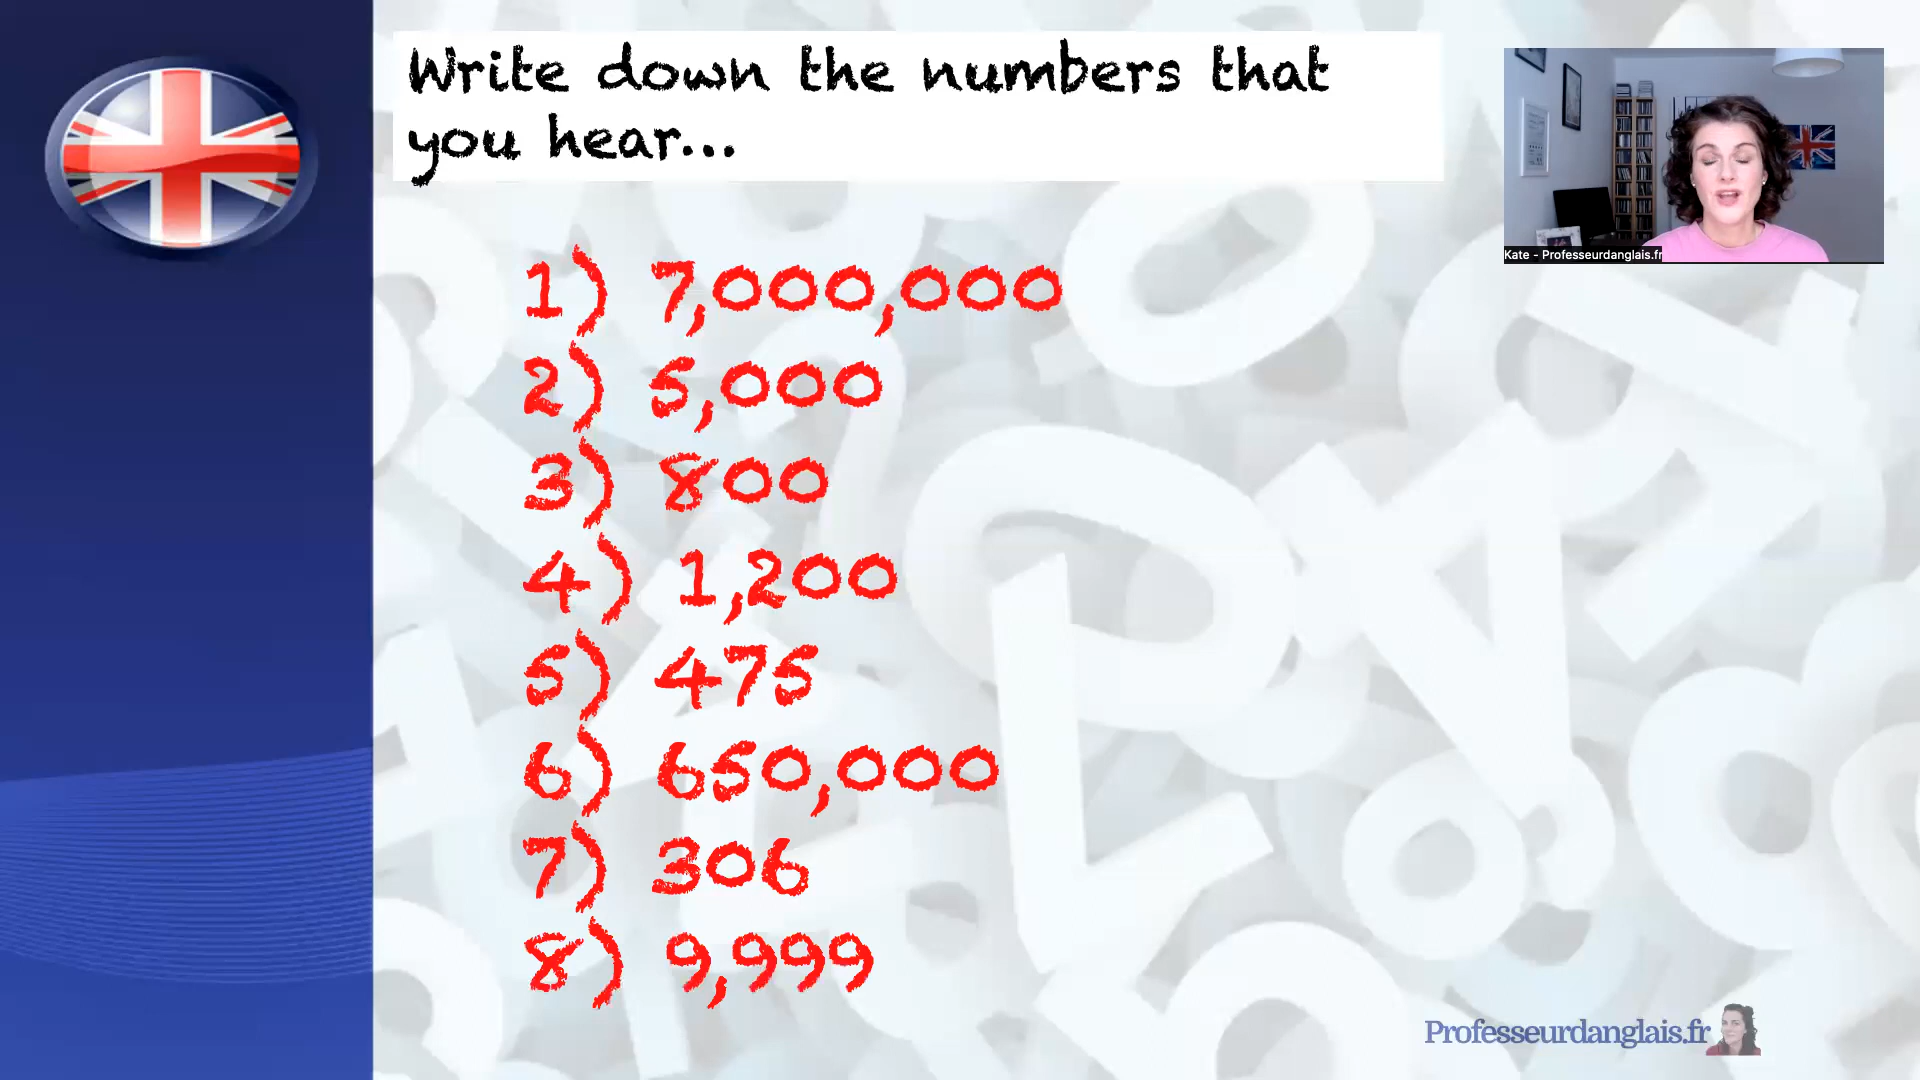 Write down the numbers that
you hear...
Kate - Professeurdanglais.fr
1) 7,000,000
2) 5,000
3) 800
4) 1,200
5) 475
6) 650,000
7) 306
8) 9,999
Professeurdanglais.fr